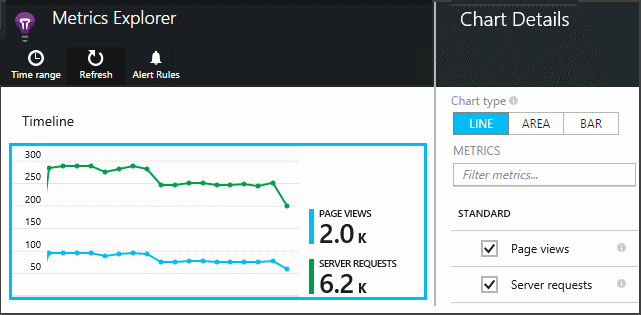 Metrics Explorer
Time range
Refresh
Alert Rules
Timeline
300
250
200
150
100
50
PAGE VIEWS
2.0 K
SERVER REQUESTS
6.2 K
Chart Details
Chart type
LINE
AREA
BAR
METRICS
Filter metrics...
STANDARD
Page views
Server requests